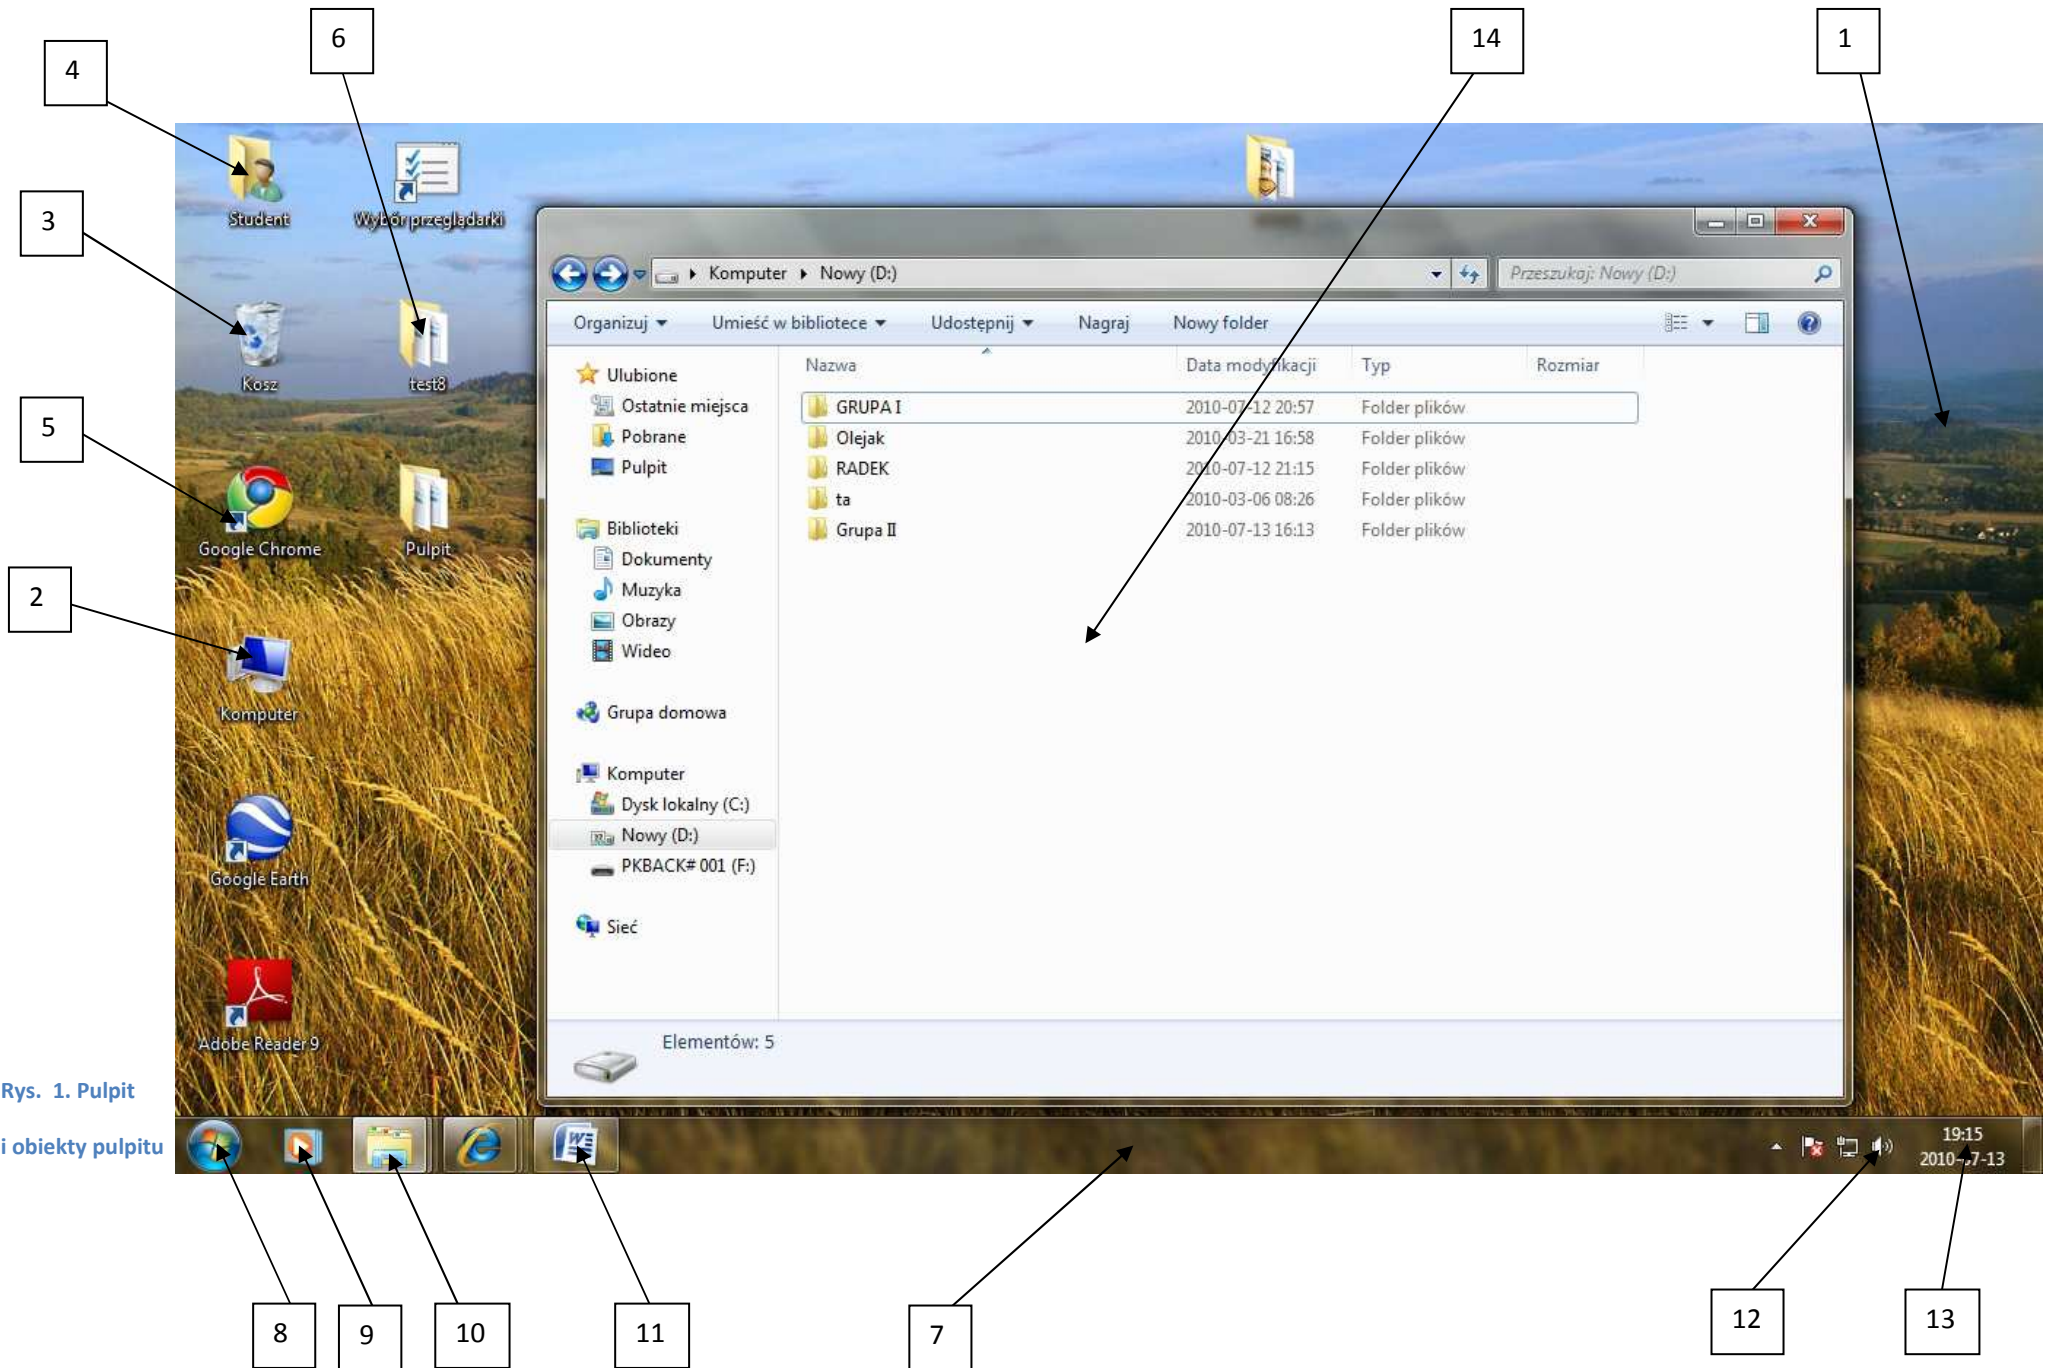 6
14
1
4
3
5
2
Student
Wybór przeglądarki
Kosz
test8
Google Chrome
Pulpit
Komputer
Google Earth
Adobe Reader 9
Komputer ▸ Nowy (D:)
Przeszukaj: Nowy (D:)
Organizuj Umieść w bibliotece Udostępnij Nagraj Nowy folder
Nazwa Data modyfikacji Typ Rozmiar
GRUPA I 2010-07-12 20:57 Folder plików
Olejak 2010-03-21 16:58 Folder plików
RADEK 2010-07-12 21:15 Folder plików
ta 2010-03-06 08:26 Folder plików
Grupa II 2010-07-13 16:13 Folder plików
Ulubione
Ostatnie miejsca
Pobrane
Pulpit
Biblioteki
Dokumenty
Muzyka
Obrazy
Wideo
Grupa domowa
Komputer
Dysk lokalny (C:)
Nowy (D:)
PKBACK# 001 (F:)
Sieć
Elementów: 5
Rys. 1. Pulpit
i obiekty pulpitu
19:15
2010-07-13
8
9
10
11
7
12
13